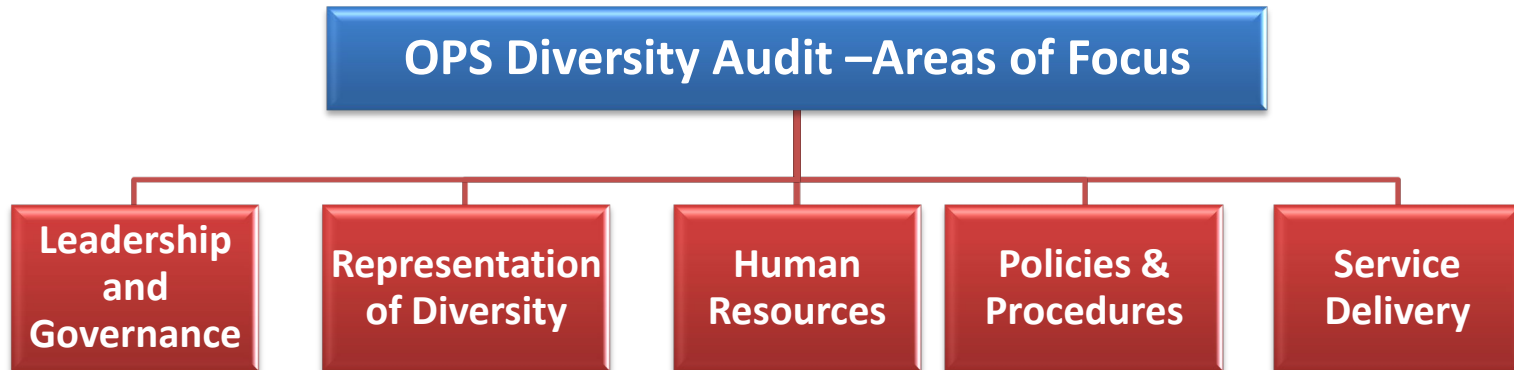 OPS Diversity Audit –Areas of Focus
Leadership
and
Governance
Representation
of Diversity
Human
Resources
Policies &
Procedures
Service
Delivery